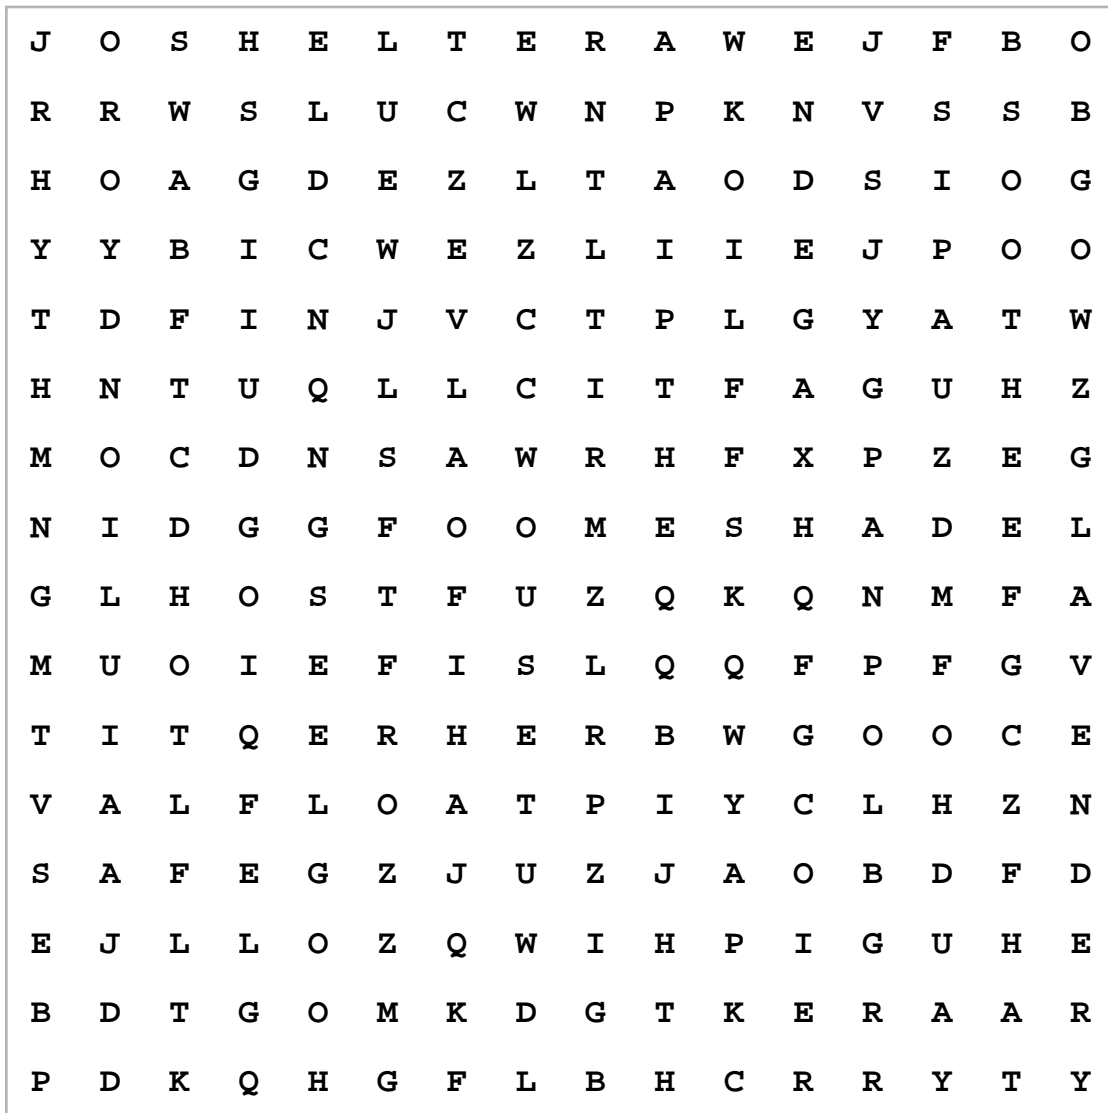 J O S H E L T E R A W E J F B O
R R W S L U C W N P K N V S S B
H O A G D E Z L T A O D S I O G
Y Y B I C W E Z L I I E J P O O
T D F I N J V C T P L G Y A T W
H N T U Q L L C I T F A G U H Z
M O C D N S A W R H F X P Z E G
N I D G G F O O M E S H A D E L
G L H O S T F U Z Q K Q N M F A
M U O I E F I S L Q Q F P F G V
T I T Q E R H E R B W G O O C E
V A L F L O A T P I Y C L H Z N
S A F E G Z J U Z J A O B D F D
E J L L O Z Q W I H P I G U H E
B D T G O M K D G T K E R A A R
P D K Q H G F L B H C R R Y T Y